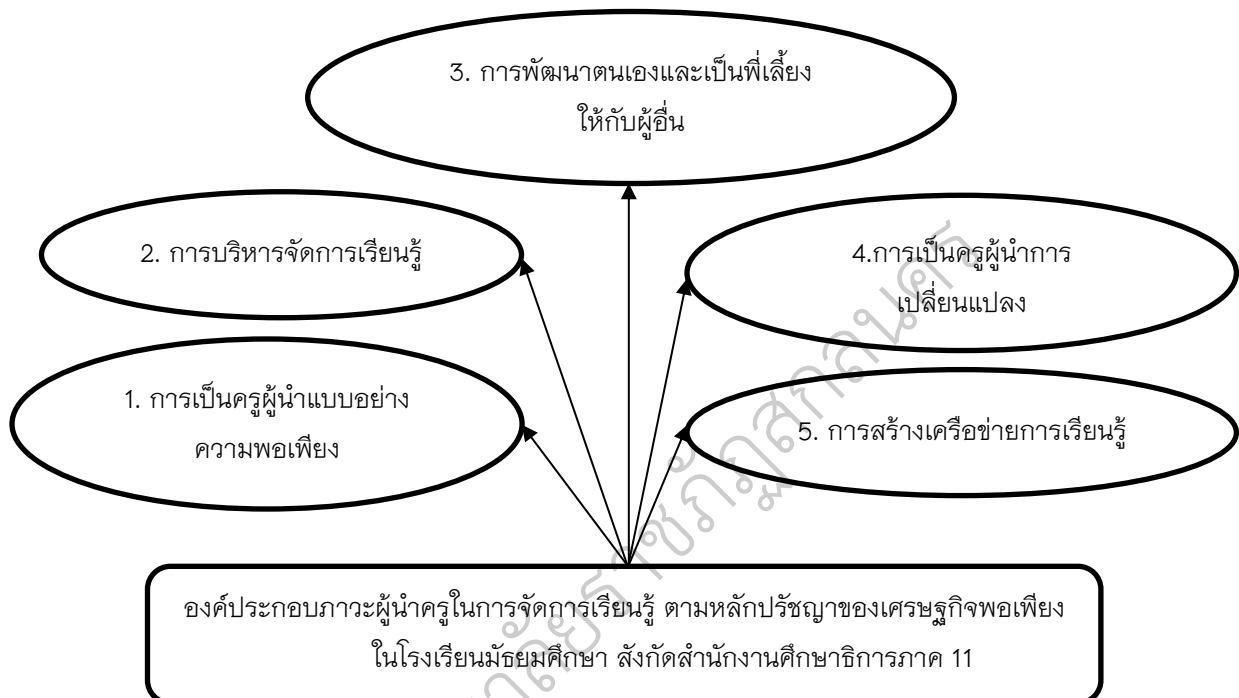 3. การพัฒนาตนเองและเป็นพี่เลี้ยง
ให้กับผู้อื่น
2. การบริหารจัดการเรียนรู้
4.การเป็นครูผู้นำการ
เปลี่ยนแปลง
1. การเป็นครูผู้นำแบบอย่าง
ความพอเพียง
5. การสร้างเครือข่ายการเรียนรู้
องค์ประกอบภาวะผู้นำครูในการจัดการเรียนรู้ ตามหลักปรัชญาของเศรษฐกิจพอเพียง
ในโรงเรียนมัธยมศึกษา สังกัดสำนักงานศึกษาธิการภาค 11